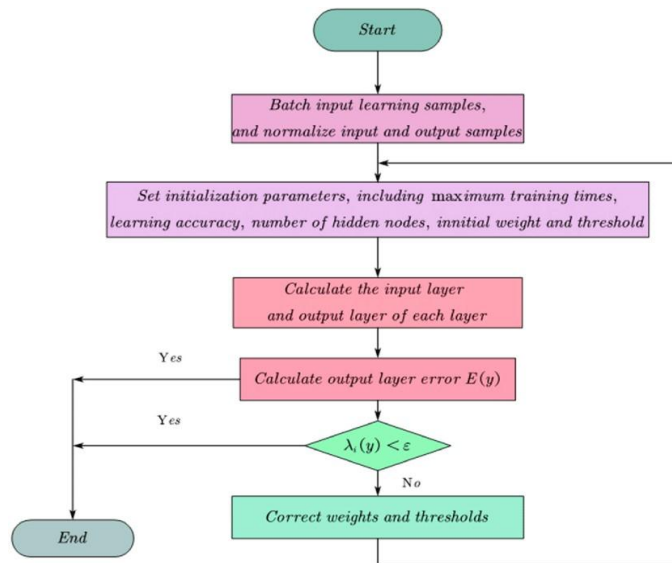 Start
Batch input learning samples,
and normalize input and output samples
Set initialization parameters, including maximum training times,
learning accuracy, number of hidden nodes, innitial weight and threshold
Calculate the input layer
and output layer of each layer
Yes
Calculate output layer error E(y)
Yes
λᵢ(y) < ε
No
Correct weights and thresholds
End